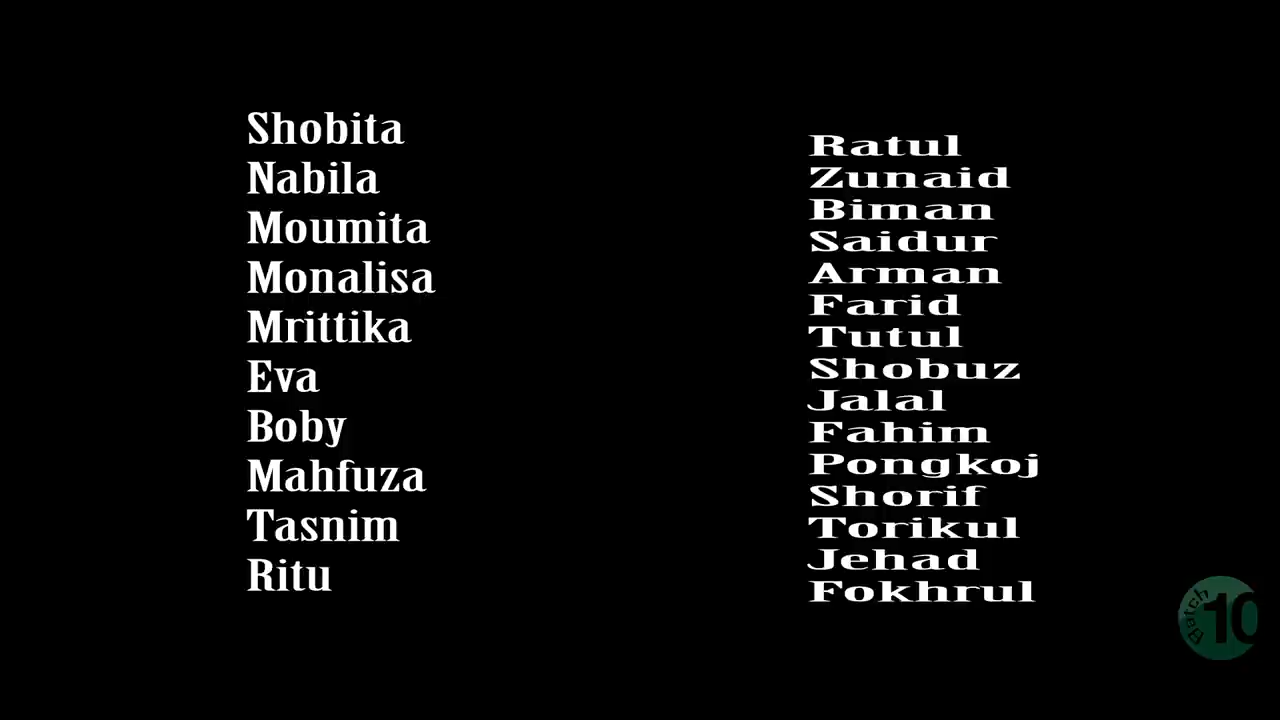 Shobita
Nabila
Moumita
Monalisa
Mrittika
Eva
Boby
Mahfuza
Tasnim
Ritu
Ratul
Zunaid
Biman
Saidur
Arman
Farid
Tutul
Shobuz
Jalal
Fahim
Pongkoj
Shorif
Torikul
Jehad
Fokhrul
Batch
10